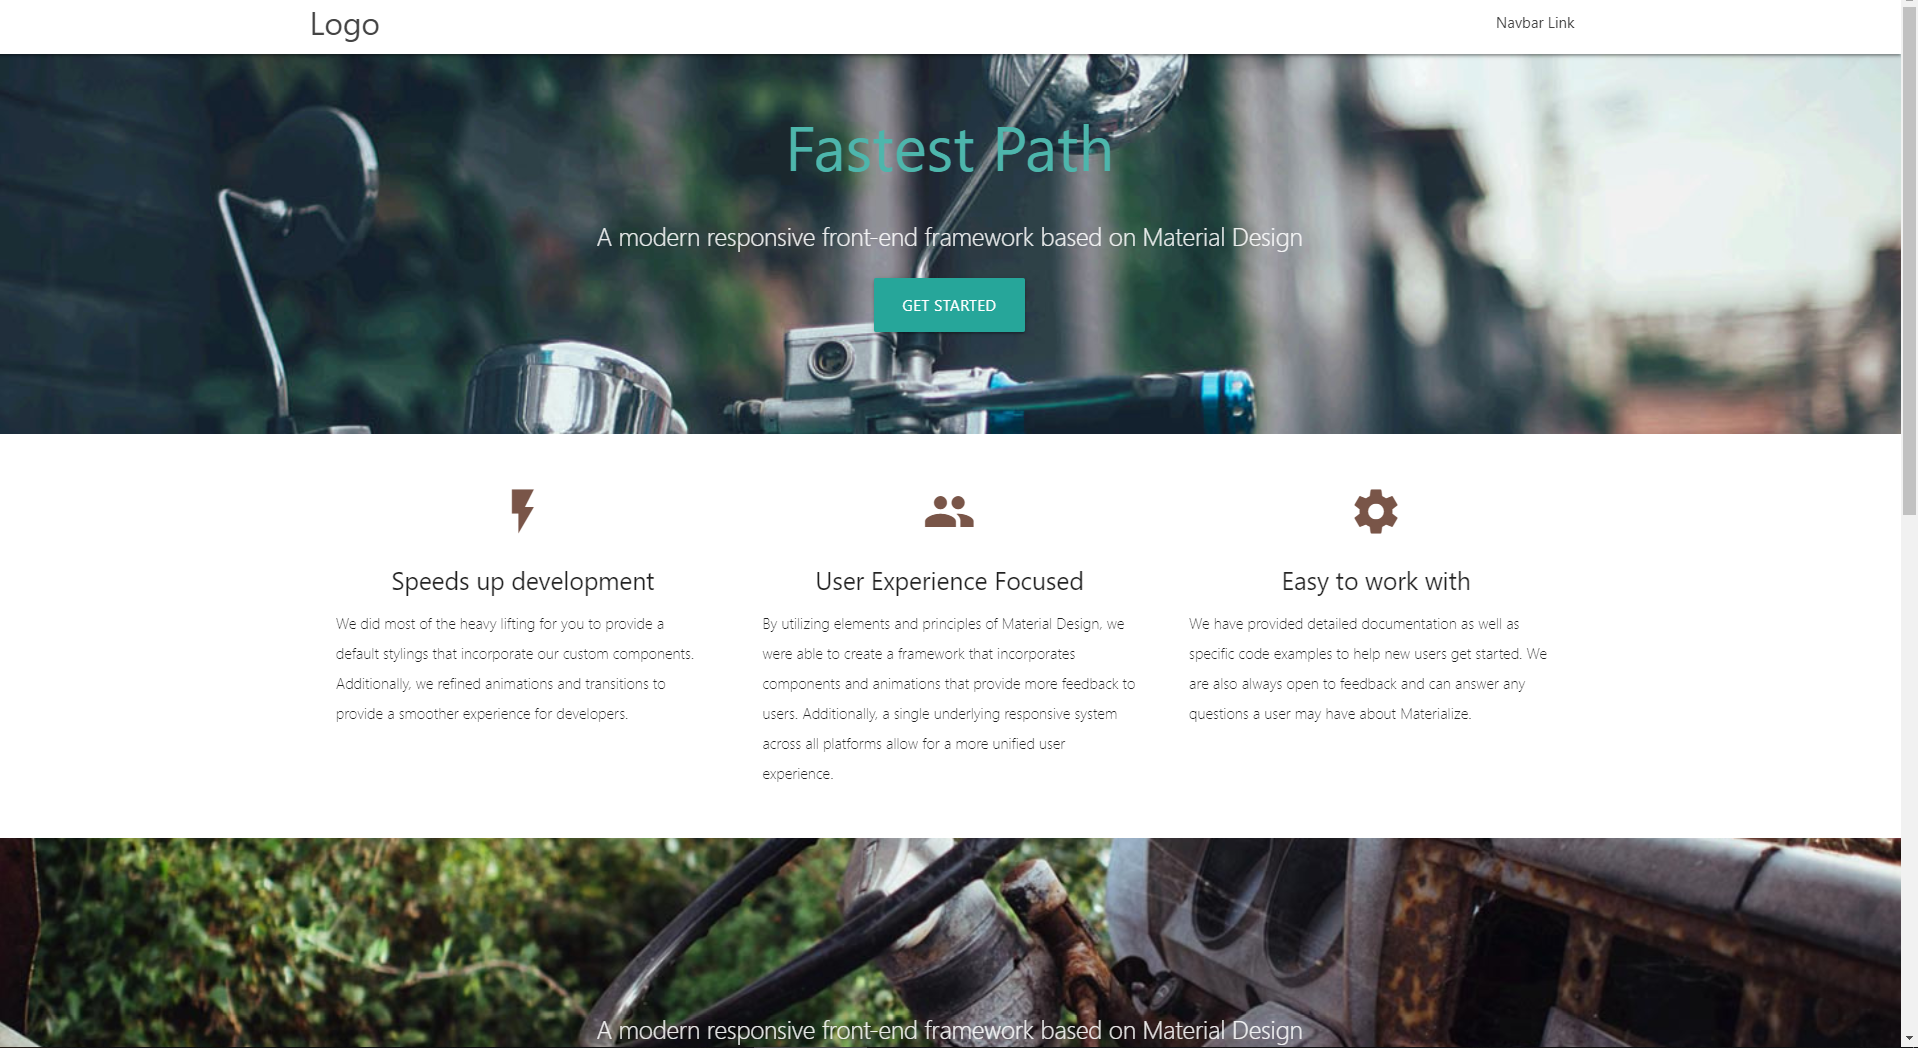 Logo
Navbar Link
Fastest Path
A modern responsive front-end framework based on Material Design
GET STARTED
Speeds up development
We did most of the heavy lifting for you to provide a
default stylings that incorporate our custom components.
Additionally, we refined animations and transitions to
provide a smoother experience for developers.
User Experience Focused
By utilizing elements and principles of Material Design, we
were able to create a framework that incorporates
components and animations that provide more feedback to
users. Additionally, a single underlying responsive system
across all platforms allow for a more unified user
experience.
Easy to work with
We have provided detailed documentation as well as
specific code examples to help new users get started. We
are also always open to feedback and can answer any
questions a user may have about Materialize.
A modern responsive front-end framework based on Material Design